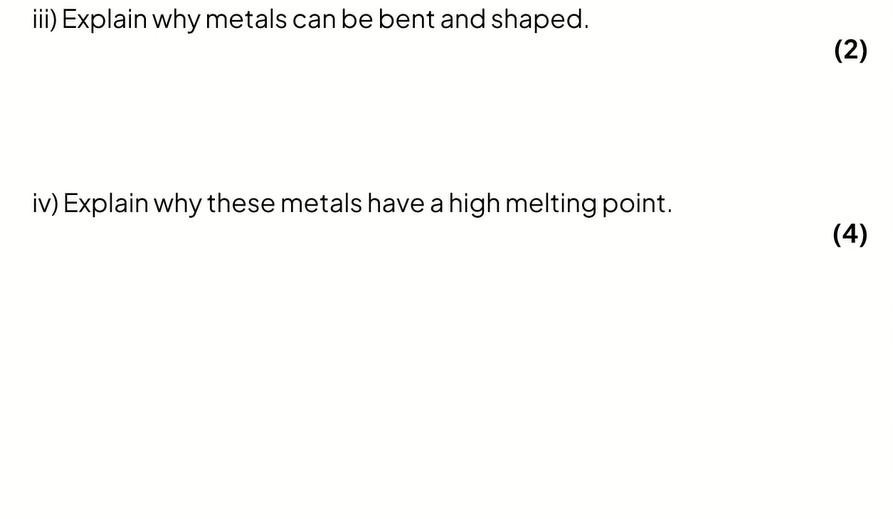 iii) Explain why metals can be bent and shaped.
(2)
iv) Explain why these metals have a high melting point.
(4)